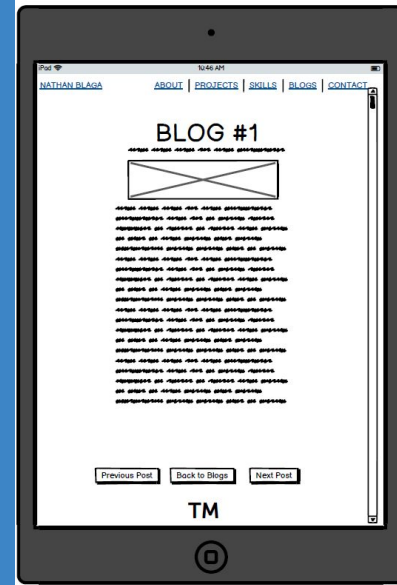 iPad 10:46 AM
NATHAN BLAGA ABOUT | PROJECTS | SKILLS | BLOGS | CONTACT
BLOG #1
Previous Post Back to Blogs Next Post
TM